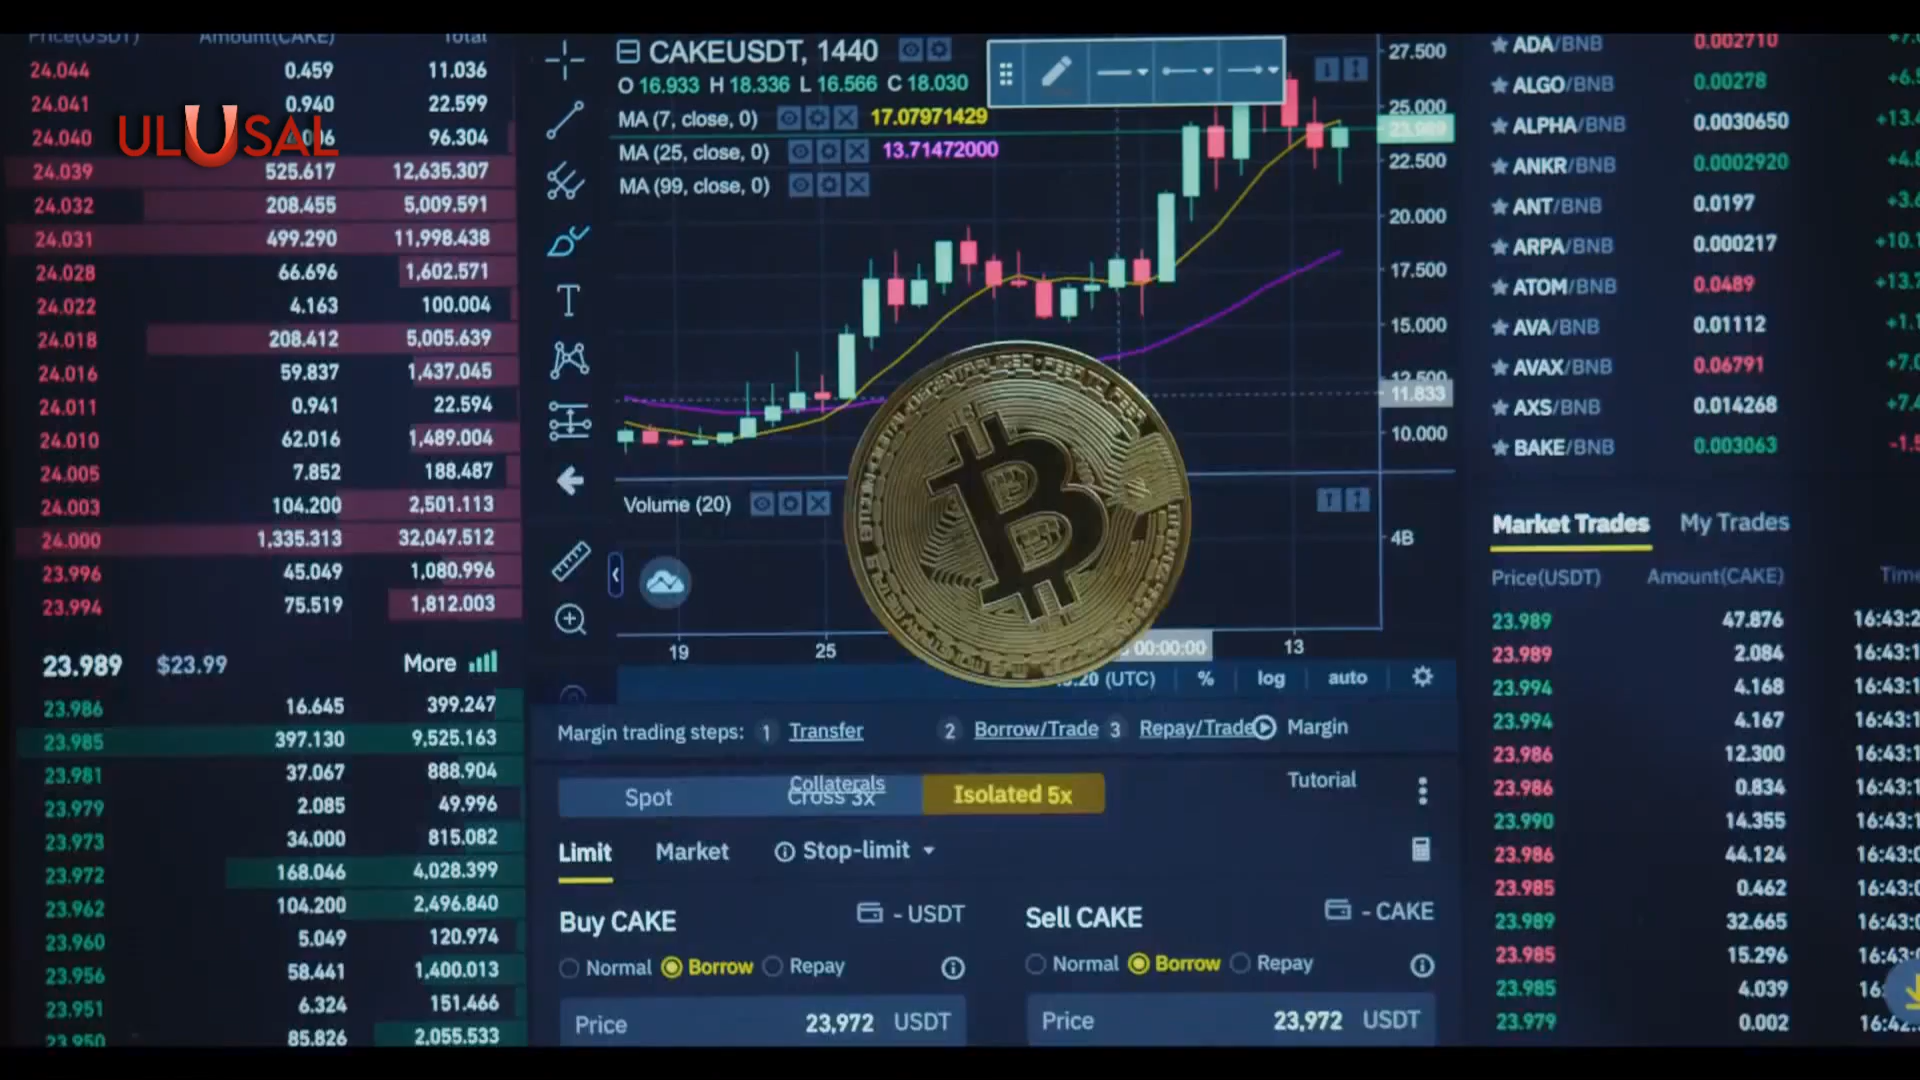 Price(USDT) Amount(CAKE) Total
24.044 0.459 11.036
24.041 0.940 22.599
24.040 96.304
24.039 525.617 12,635.307
24.032 208.455 5,009.591
24.031 499.290 11,998.438
24.028 66.696 1,602.571
24.022 4.163 100.004
24.018 208.412 5,005.639
24.016 59.837 1,437.045
24.011 0.941 22.594
24.010 62.016 1,489.004
24.005 7.852 188.487
24.003 104.200 2,501.113
24.000 1,335.313 32,047.512
23.996 45.049 1,080.996
23.994 75.519 1,812.003
23.989 $23.99 More
23.986 16.645 399.247
23.985 397.130 9,525.163
23.981 37.067 888.904
23.979 2.085 49.996
23.973 34.000 815.082
23.972 168.046 4,028.399
23.962 104.200 2,496.840
23.960 5.049 120.974
23.956 58.441 1,400.013
23.951 6.324 151.466
23.950 85.826 2,055.533
ULUSAL
CAKEUSDT, 1440
O 16.933 H 18.336 L 16.566 C 18.030
MA (7, close, 0) 17.07971429
MA (25, close, 0) 13.71472000
MA (99, close, 0)
27.500
25.000
23.989
22.500
20.000
17.500
15.000
12.500
11.833
10.000
Volume (20)
4B
19 25 00:00:00 13
(UTC) % log auto
Margin trading steps: 1 Transfer 2 Borrow/Trade 3 Repay/Trade Margin
Collaterals Tutorial
Spot Cross 3x Isolated 5x
Limit Market Stop-limit
Buy CAKE - USDT
Normal Borrow Repay
Price 23,972 USDT
Sell CAKE - CAKE
Normal Borrow Repay
Price 23,972 USDT
ADA/BNB 0.002710
ALGO/BNB 0.00278
ALPHA/BNB 0.0030650
ANKR/BNB 0.0002920
ANT/BNB 0.0197
ARPA/BNB 0.000217
ATOM/BNB 0.0489
AVA/BNB 0.01112
AVAX/BNB 0.06791
AXS/BNB 0.014268
BAKE/BNB 0.003063
Market Trades My Trades
Price(USDT) Amount(CAKE) Time
23.989 47.876
23.989 2.084
23.994 4.168
23.994 4.167
23.986 12.300
23.986 0.834
23.990 14.355
23.986 44.124
23.985 0.462
23.989 32.665
23.985 15.296
23.985 4.039
23.979 0.002